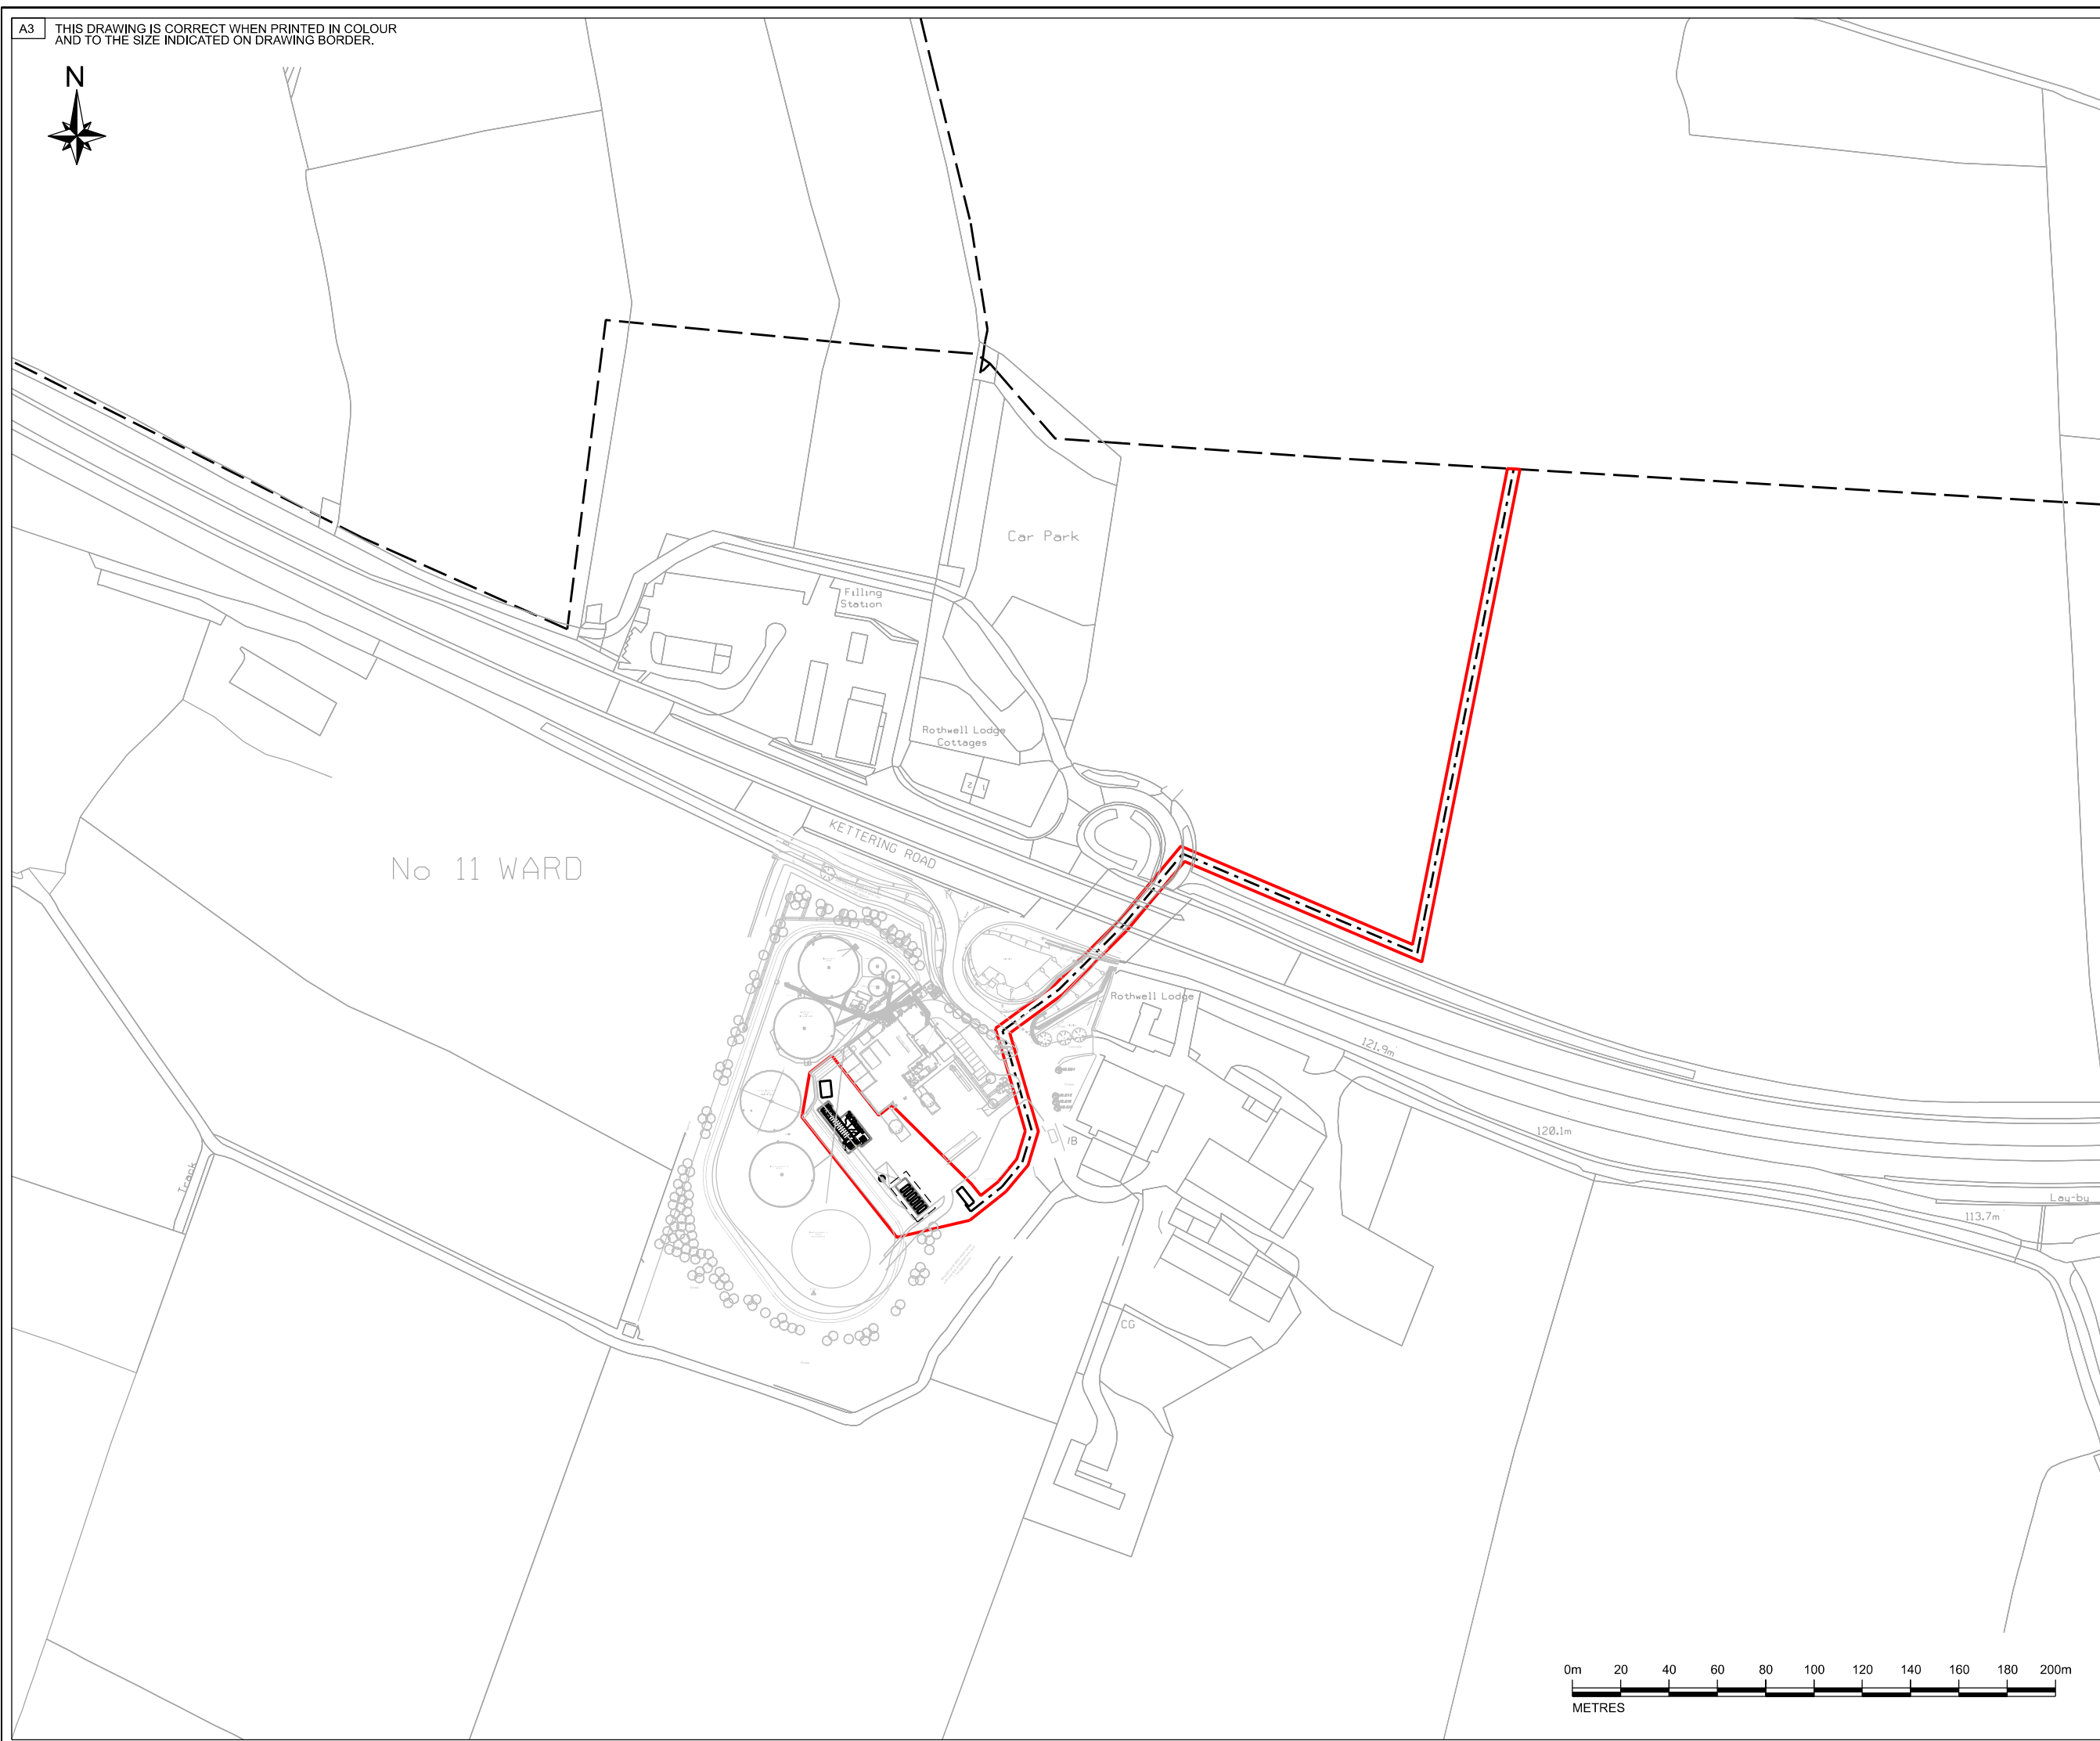 A3
THIS DRAWING IS CORRECT WHEN PRINTED IN COLOUR
AND TO THE SIZE INDICATED ON DRAWING BORDER.
N
Car Park
Filling
Station
Rothwell Lodge
Cottages
2
1
KETTERING ROAD
No 11 WARD
Rothwell Lodge
121.9m
120.1m
Track
Lay-by
113.7m
CG
0m 20 40 60 80 100 120 140 160 180 200m
METRES